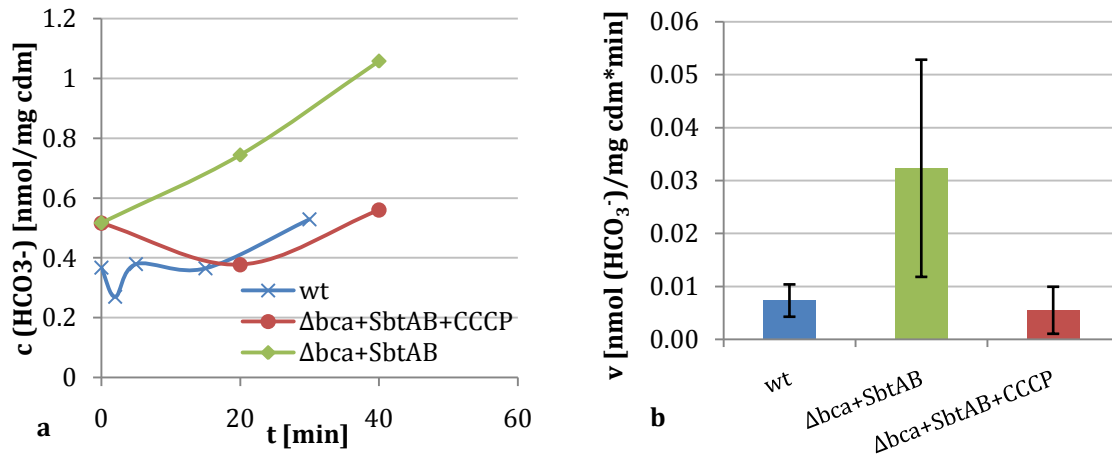 c (HCO3-) [nmol/mg cdm]
1.2
1
0.8
0.6
0.4
0.2
0
0
20
40
60
t [min]
wt
Δbca+SbtAB+CCCP
Δbca+SbtAB
a
v [nmol (HCO₃⁻)/mg cdm*min]
0.06
0.05
0.04
0.03
0.02
0.01
0.00
wt
Δbca+SbtAB
Δbca+SbtAB+CCCP
b